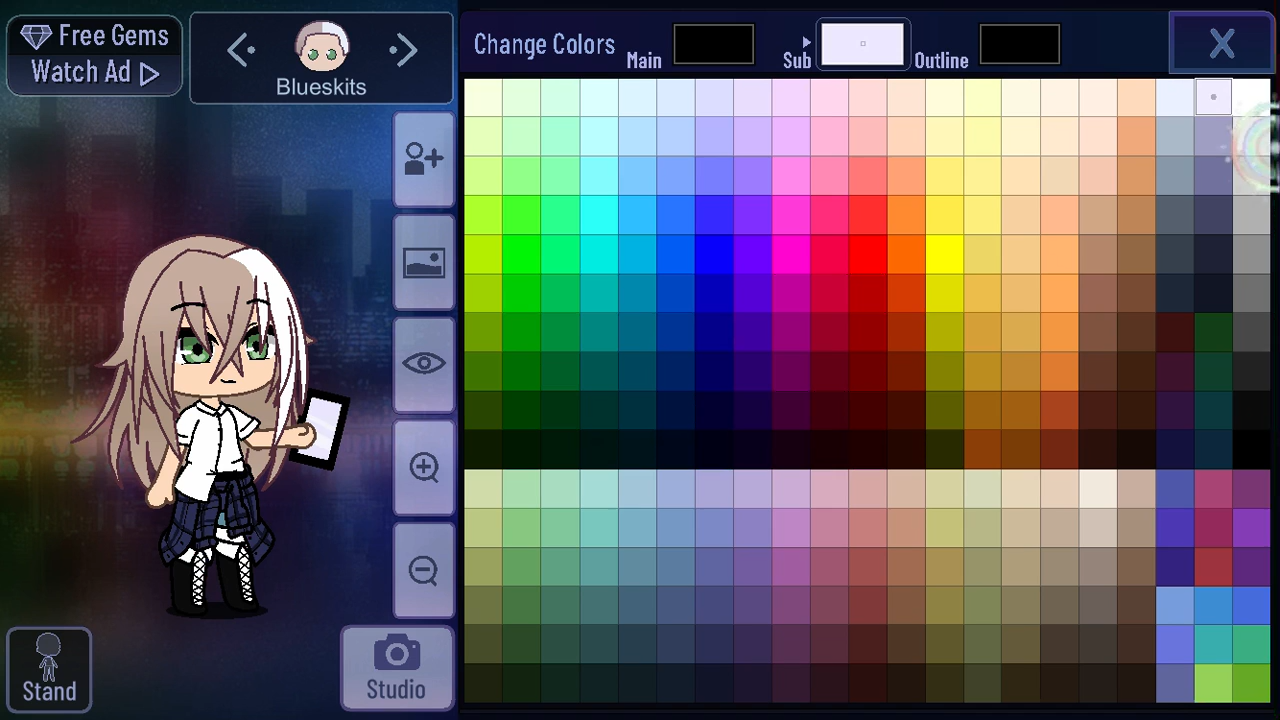 Free Gems
Watch Ad
Blueskits
Change Colors
Main
Sub
Outline
X
Stand
Studio